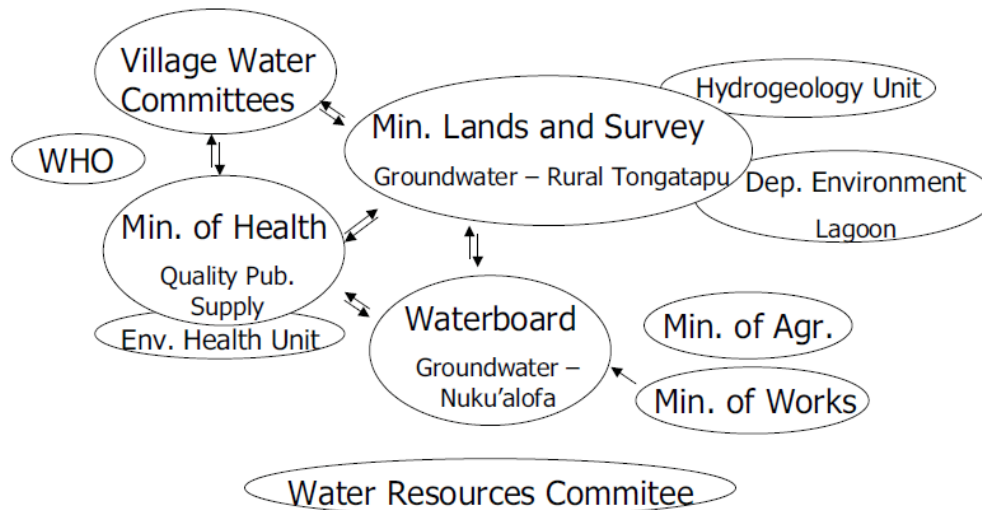 Village Water
Committees
Hydrogeology Unit
Min. Lands and Survey
WHO
Groundwater – Rural Tongatapu
Dep. Environment
Lagoon
Min. of Health
Quality Pub.
Supply
Env. Health Unit
Waterboard
Groundwater –
Nuku’alofa
Min. of Agr.
Min. of Works
Water Resources Commitee